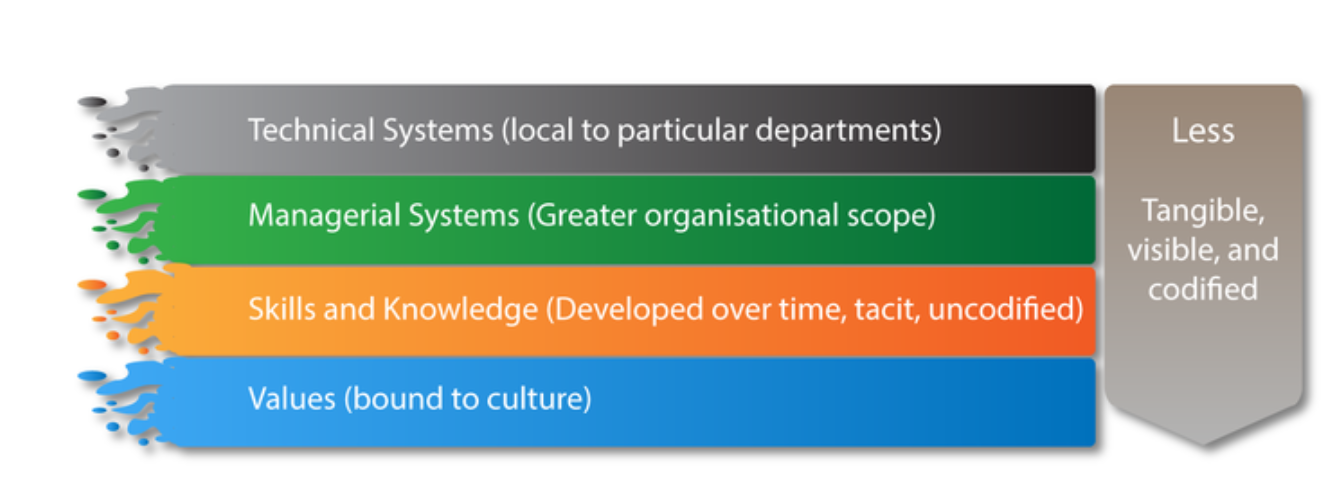 Technical Systems (local to particular departments)
Managerial Systems (Greater organisational scope)
Skills and Knowledge (Developed over time, tacit, uncodified)
Values (bound to culture)
Less
Tangible,
visible, and
codified